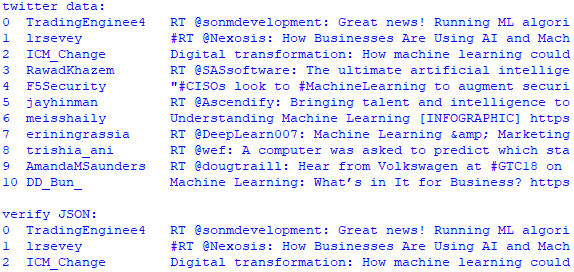 twitter data:
0 TradingEnginee4 RT @sonmdevelopment: Great news! Running ML algori
1 lrsevey #RT @Nexosis: How Businesses Are Using AI and Mach
2 ICM_Change Digital transformation: How machine learning could
3 RawadKhazem RT @SASsoftware: The ultimate artificial intellige
4 F5Security "#CISOs look to #MachineLearning to augment securi
5 jayhinman RT @Ascendify: Bringing talent and intelligence to
6 meisshaily Understanding Machine Learning [INFOGRAPHIC] https
7 eriningrassia RT @DeepLearn007: Machine Learning &amp; Marketing
8 trishia_ani RT @wef: A computer was asked to predict which sta
9 AmandaMSaunders RT @dougtraill: Hear from Volkswagen at #GTC18 on
10 DD_Bun_ Machine Learning: What’s in It for Business? https
verify JSON:
0 TradingEnginee4 RT @sonmdevelopment: Great news! Running ML algori
1 lrsevey #RT @Nexosis: How Businesses Are Using AI and Mach
2 ICM_Change Digital transformation: How machine learning could